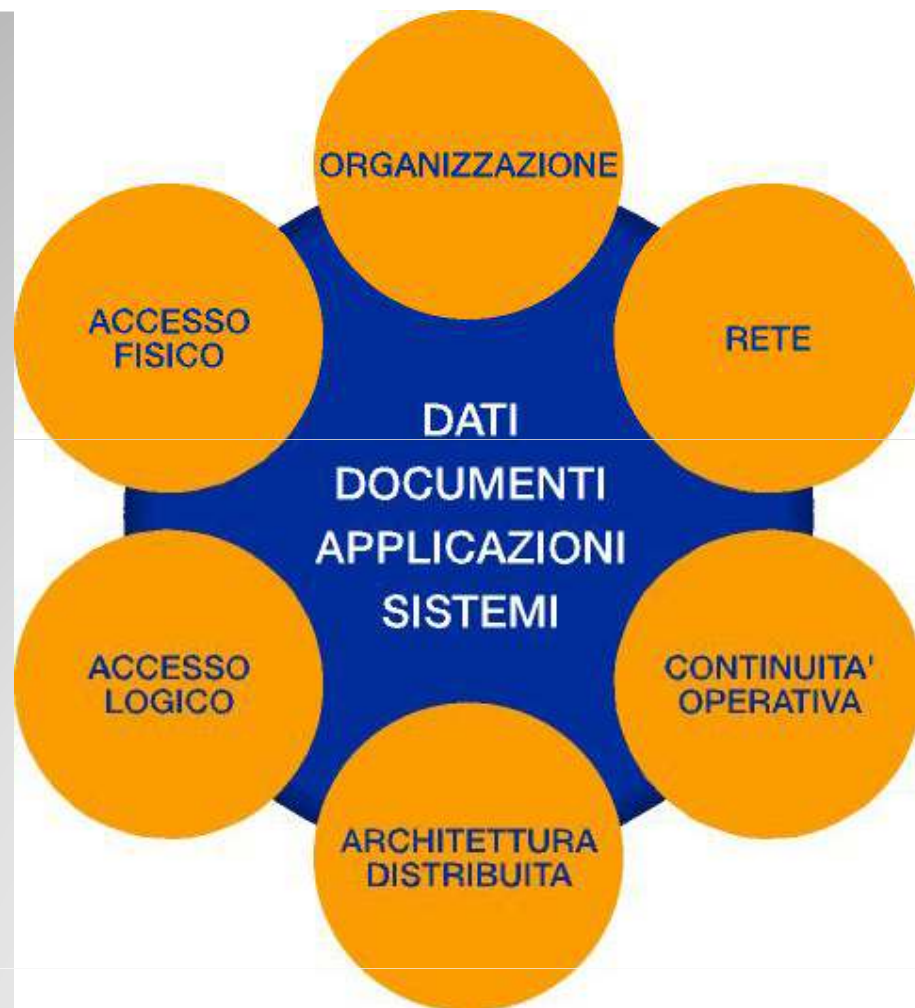 ORGANIZZAZIONE
ACCESSO
FISICO
RETE
DATI
DOCUMENTI
APPLICAZIONI
SISTEMI
ACCESSO
LOGICO
CONTINUITA'
OPERATIVA
ARCHITETTURA
DISTRIBUITA